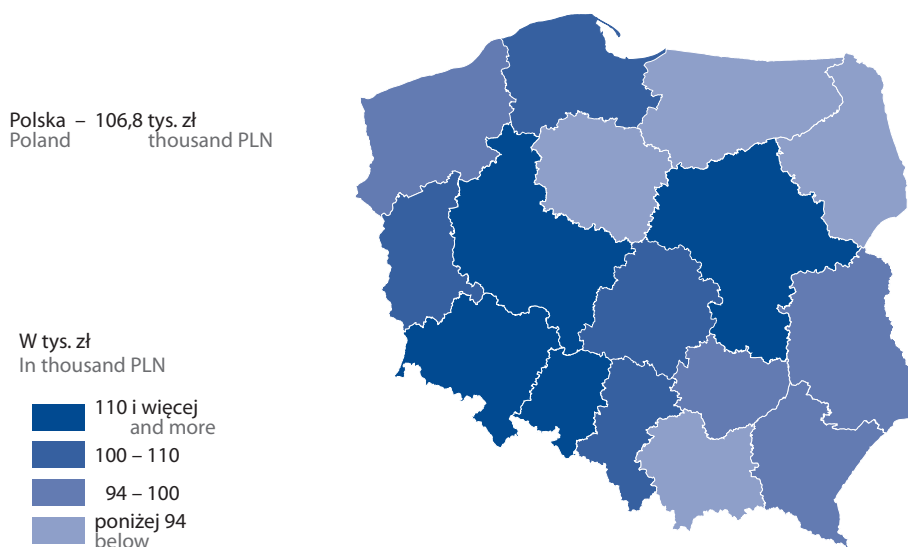 Polska – 106,8 tys. zł
Poland thousand PLN
W tys. zł
In thousand PLN
110 i więcej
and more
100 – 110
94 – 100
poniżej 94
below